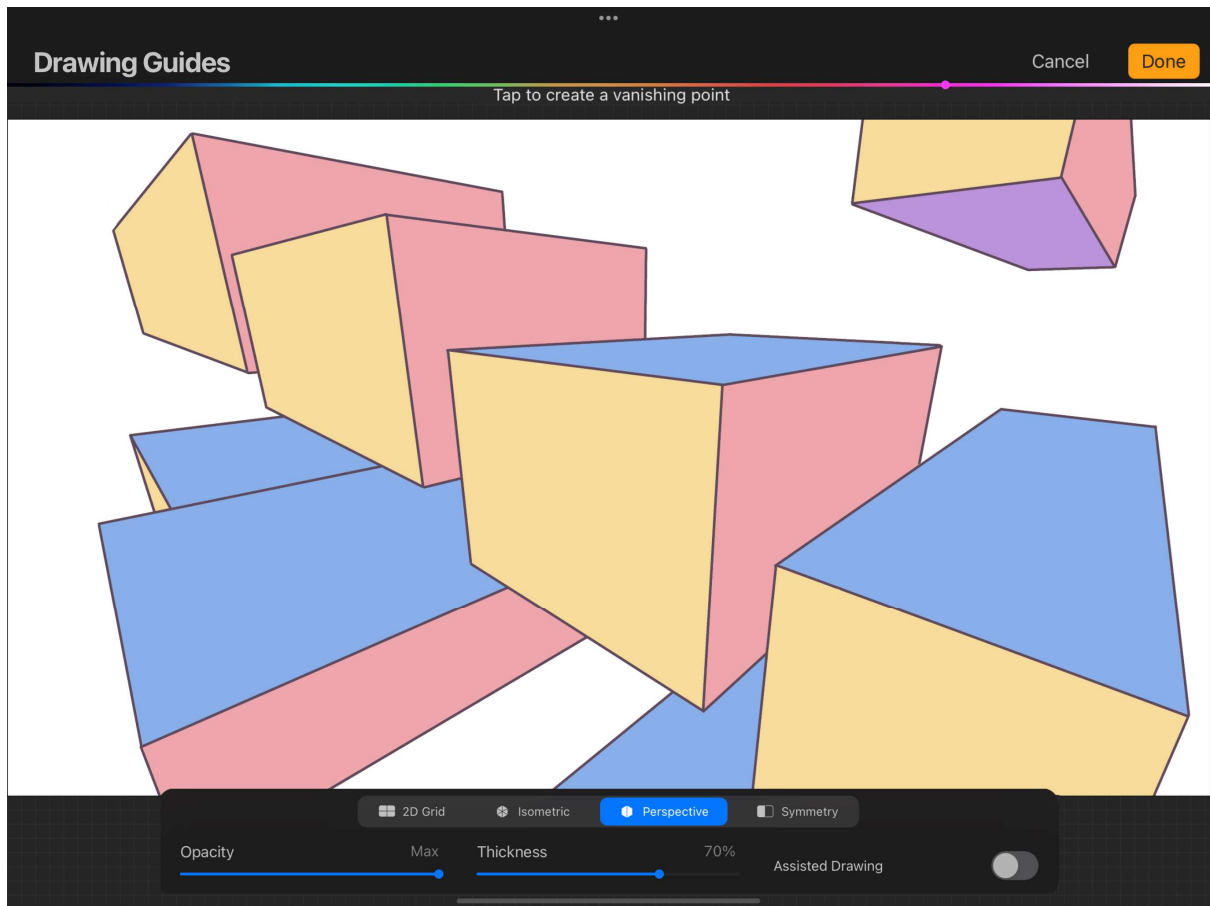 Drawing Guides
Cancel
Done
Tap to create a vanishing point
2D Grid
Isometric
Perspective
Symmetry
Opacity
Max
Thickness
70%
Assisted Drawing